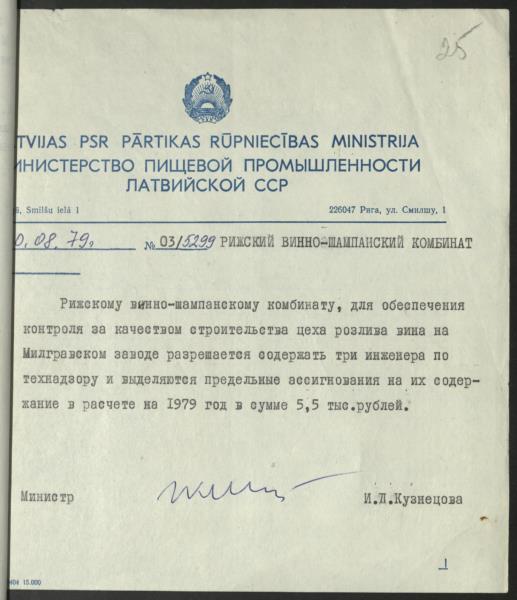 25
TVIJAS PSR PĀRTIKAS RŪPNIECĪBAS MINISTRIJA
ИНИСТЕРСТВО ПИЩЕВОЙ ПРОМЫШЛЕННОСТИ
ЛАТВИЙСКОЙ ССР
Smilšu ielā 1 226047 Рига, ул. Смилшу, 1
0.08.79. № 03/5299 РИЖСКИЙ ВИННО-ШАМПАНСКИЙ КОМБИНАТ
Рижскому винно-шампанскому комбинату, для обеспечения
контроля за качеством строительства цеха розлива вина на
Милгравском заводе разрешается содержать три инженера по
технадзору и выделяются предельные ассигнования на их содер-
жание в расчете на 1979 год в сумме 5,5 тыс.рублей.
Министр И.Л.Кузнецова
1
404 15.000